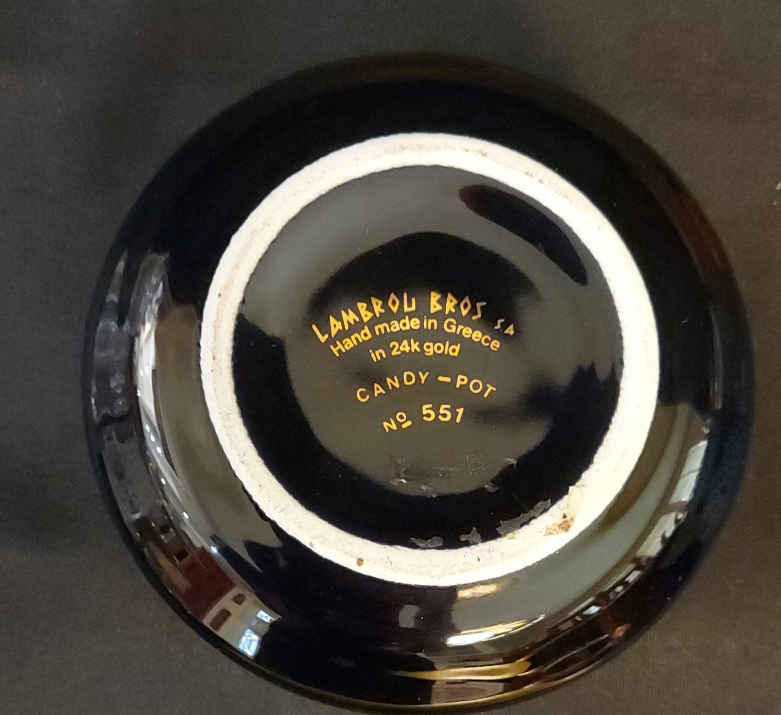 LAMBROU BROS SA
Hand made in Greece
in 24k gold
CANDY-POT
Nº 551